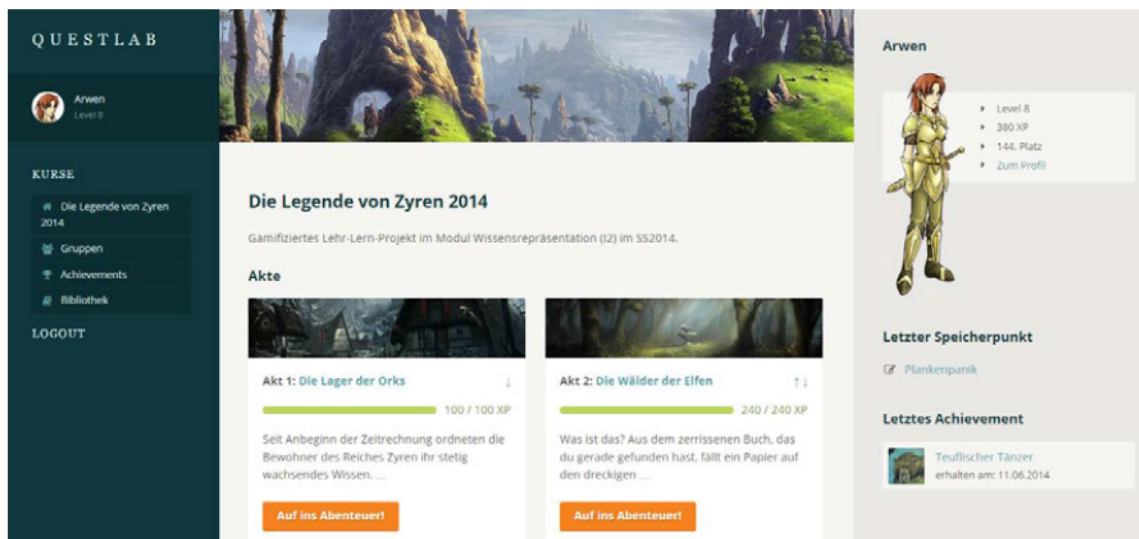 QUESTLAB
Arwen
Level 8
KURSE
Die Legende von Zyren
2014
Gruppen
Achievements
Bibliothek
LOGOUT
Die Legende von Zyren 2014
Gamifiziertes Lehr-Lern-Projekt im Modul Wissensrepräsentation (I2) im SS2014.
Akte
Akt 1: Die Lager der Orks ↓
100 / 100 XP
Seit Anbeginn der Zeitrechnung ordneten die
Bewohner des Reiches Zyren ihr stetig
wachsendes Wissen. ...
Auf ins Abenteuer!
Akt 2: Die Wälder der Elfen ↑↓
240 / 240 XP
Was ist das? Aus dem zerrissenen Buch, das
du gerade gefunden hast, fällt ein Papier auf
den dreckigen ...
Auf ins Abenteuer!
Arwen
Level 8
380 XP
144. Platz
Zum Profil
Letzter Speicherpunkt
Plankenpanik
Letztes Achievement
Teuflischer Tänzer
erhalten am: 11.06.2014